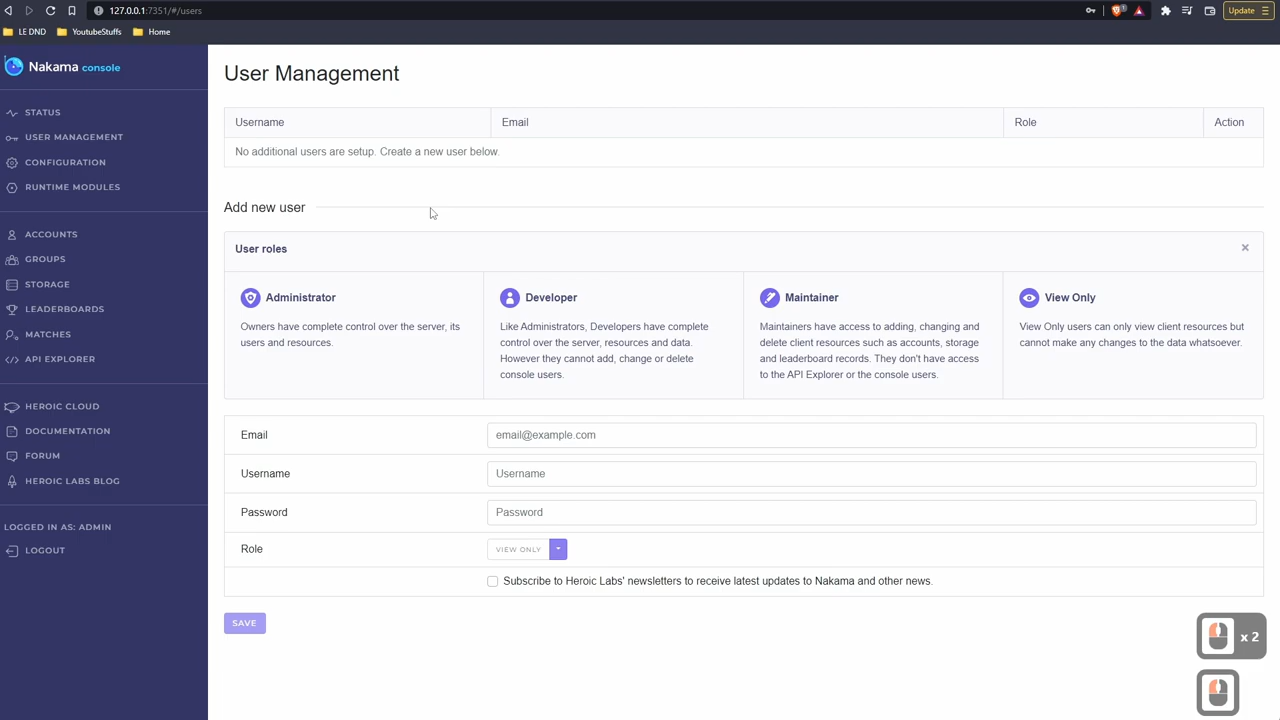 127.0.0.1:7351/#/users
Update
LE DND
YoutubeStuffs
Home
Nakama console
STATUS
USER MANAGEMENT
CONFIGURATION
RUNTIME MODULES
ACCOUNTS
GROUPS
STORAGE
LEADERBOARDS
MATCHES
API EXPLORER
HEROIC CLOUD
DOCUMENTATION
FORUM
HEROIC LABS BLOG
LOGGED IN AS: ADMIN
LOGOUT
User Management
Username Email Role Action
No additional users are setup. Create a new user below.
Add new user
User roles
Administrator
Owners have complete control over the server, its
users and resources.
Developer
Like Administrators, Developers have complete
control over the server, resources and data.
However they cannot add, change or delete
console users.
Maintainer
Maintainers have access to adding, changing and
delete client resources such as accounts, storage
and leaderboard records. They don't have access
to the API Explorer or the console users.
View Only
View Only users can only view client resources but
cannot make any changes to the data whatsoever.
Email email@example.com
Username Username
Password Password
Role VIEW ONLY
Subscribe to Heroic Labs' newsletters to receive latest updates to Nakama and other news.
SAVE
x 2